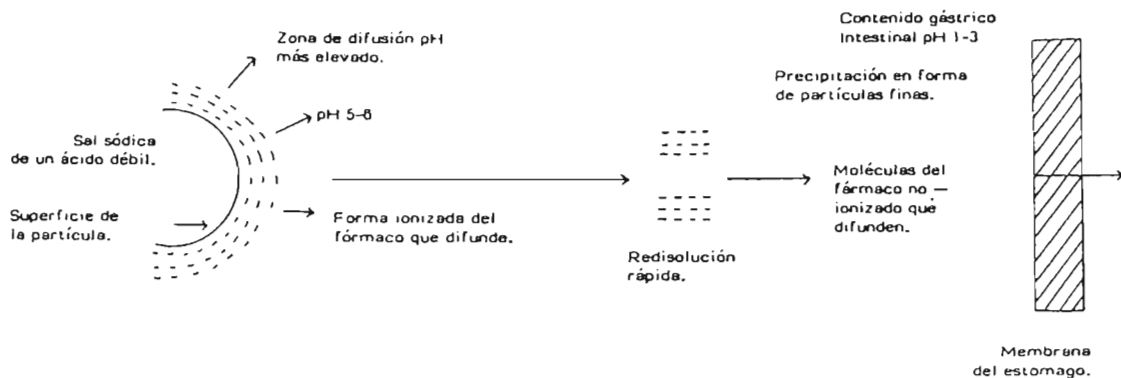 Zona de difusión pH
más elevado.
pH 5-8
Sal sódica
de un ácido débil.
Superficie de
la partícula.
Forma ionizada del
fórmaco que difunde.
Redisolución
rápida.
Contenido gástrico
Intestinal pH 1-3
Precipitación en forma
de partículas finas.
Moléculas del
fármaco no –
ionizado que
difunden.
Membrana
del estomago.